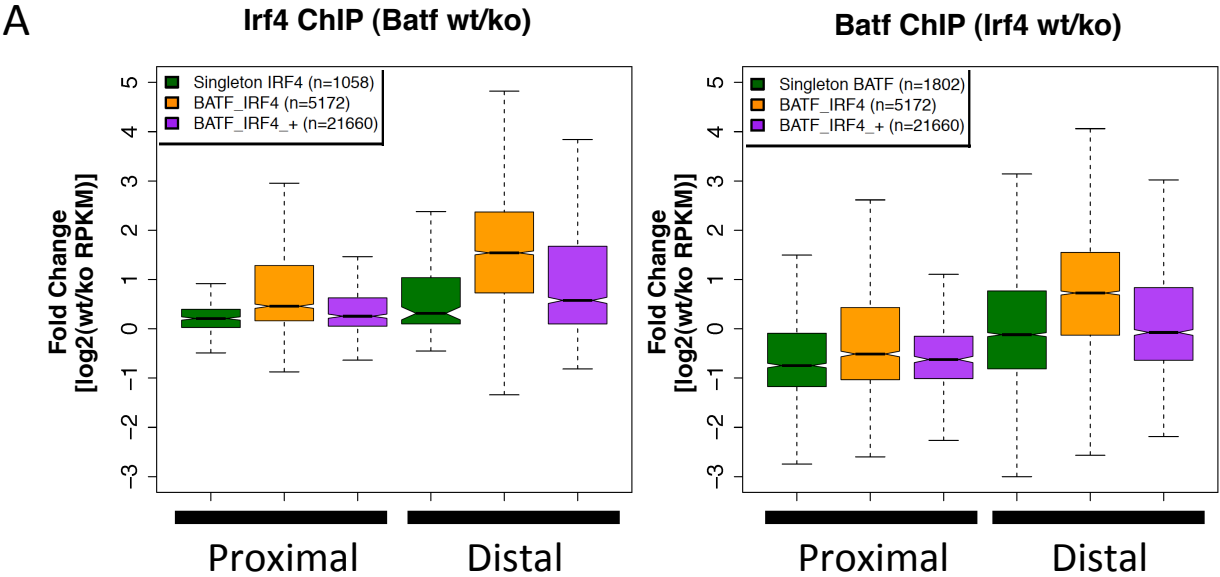 A
Irf4 ChIP (Batf wt/ko)
Fold Change
[log2(wt/ko RPKM)]
5
4
3
2
1
0
−1
−2
−3
Singleton IRF4 (n=1058)
BATF_IRF4 (n=5172)
BATF_IRF4_+ (n=21660)
Proximal
Distal
Batf ChIP (Irf4 wt/ko)
Fold Change
[log2(wt/ko RPKM)]
5
4
3
2
1
0
−1
−2
−3
Singleton BATF (n=1802)
BATF_IRF4 (n=5172)
BATF_IRF4_+ (n=21660)
Proximal
Distal